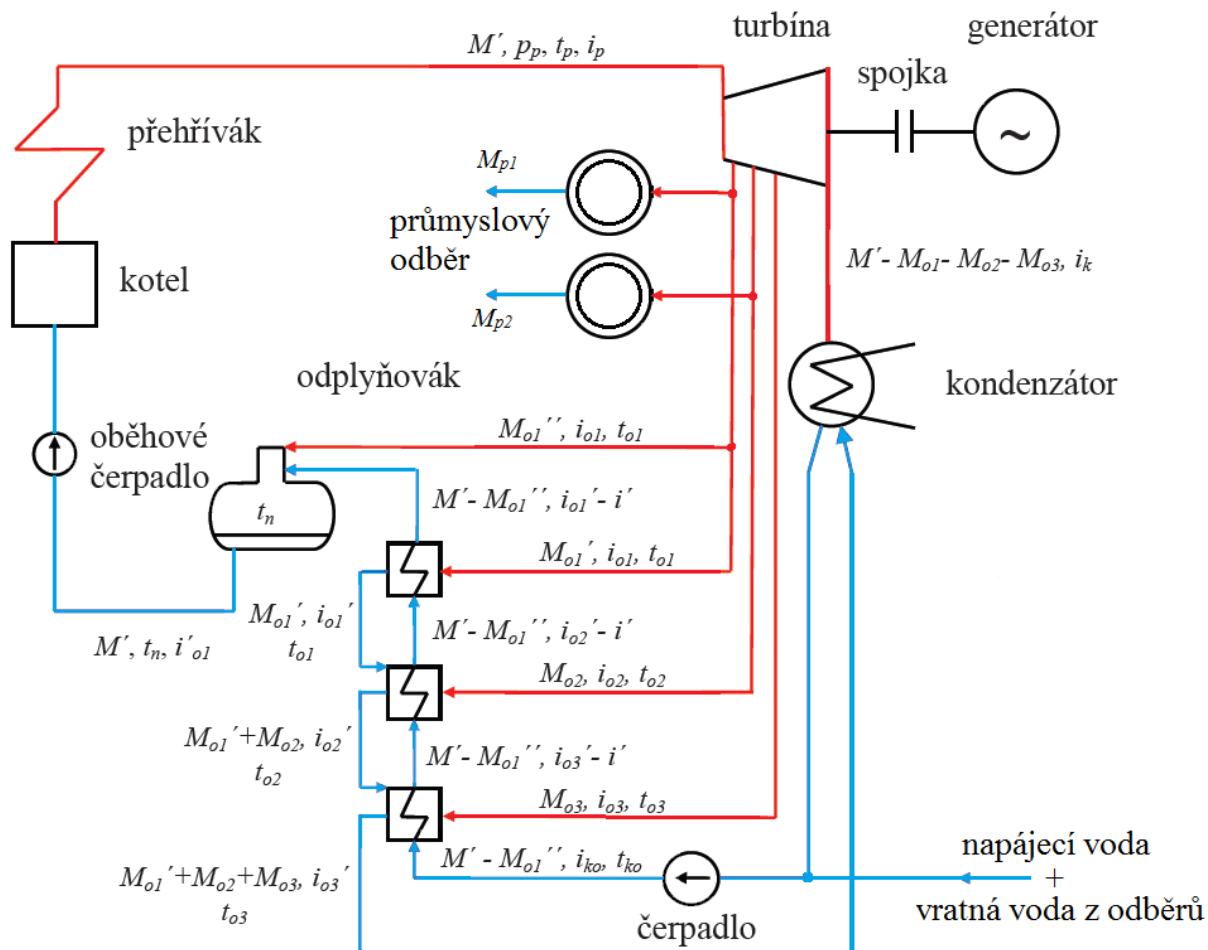 turbína
generátor
M´, pp, tp, ip
spojka
~
přehřívák
Mp1
průmyslový
odběr
Mp2
M´- Mo1- Mo2- Mo3, ik
kotel
odplyňovák
kondenzátor
oběhové
čerpadlo
Mo1´´, io1, to1
tn
M´- Mo1´´, io1´- i´
Mo1´, io1, to1
Mo1´, io1´
to1
M´- Mo1´´, io2´- i´
M´, tn, i´o1
Mo2, io2, to2
Mo1´+Mo2, io2´
to2
M´- Mo1´´, io3´- i´
Mo3, io3, to3
M´ - Mo1´´, iko, tko
napájecí voda
+
vratná voda z odběrů
Mo1´+Mo2+Mo3, io3´
to3
čerpadlo